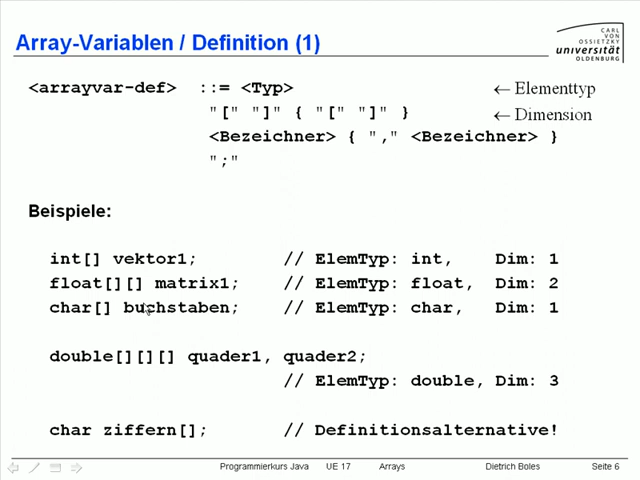 Array-Variablen / Definition (1)
CARL
VON
OSSIETZKY
universität
OLDENBURG
<arrayvar-def> ::= <Typ> ← Elementtyp
"[" "]" { "[" "]" } ← Dimension
<Bezeichner> { "," <Bezeichner> }
";"
Beispiele:
int[] vektor1; // ElemTyp: int, Dim: 1
float[][] matrix1; // ElemTyp: float, Dim: 2
char[] buchstaben; // ElemTyp: char, Dim: 1
double[][][] quader1, quader2;
// ElemTyp: double, Dim: 3
char ziffern[]; // Definitionsalternative!
Programmierkurs Java UE 17 Arrays Dietrich Boles Seite 6